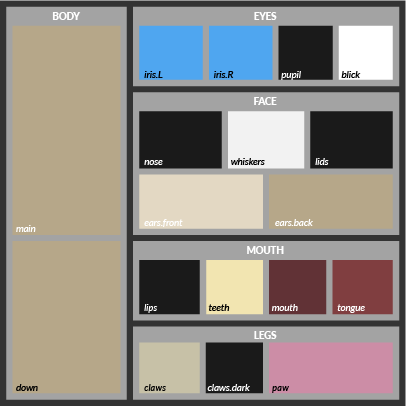 BODY
main
down
EYES
iris.L
iris.R
pupil
blick
FACE
nose
whiskers
lids
ears.front
ears.back
MOUTH
lips
teeth
mouth
tongue
LEGS
claws
claws.dark
paw